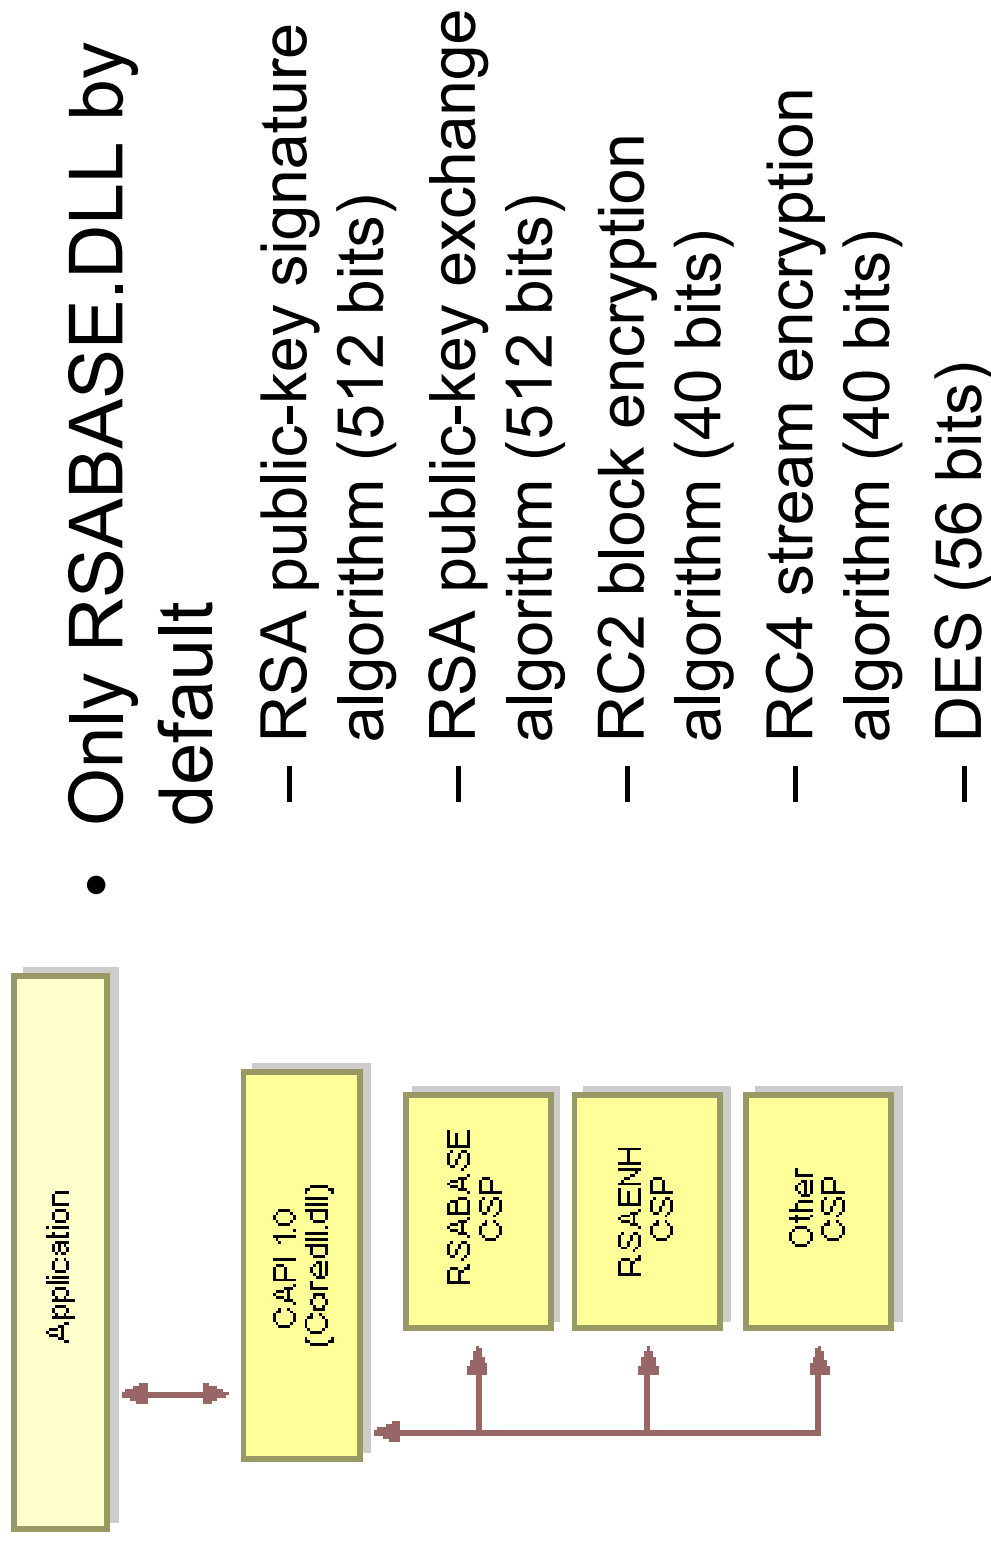 Application
CAPI 1.0
(Coredll.dll)
RSABASE
CSP
RSAENH
CSP
Other
CSP
• Only RSABASE.DLL by
default
– RSA public-key signature
algorithm (512 bits)
– RSA public-key exchange
algorithm (512 bits)
– RC2 block encryption
algorithm (40 bits)
– RC4 stream encryption
algorithm (40 bits)
– DES (56 bits)